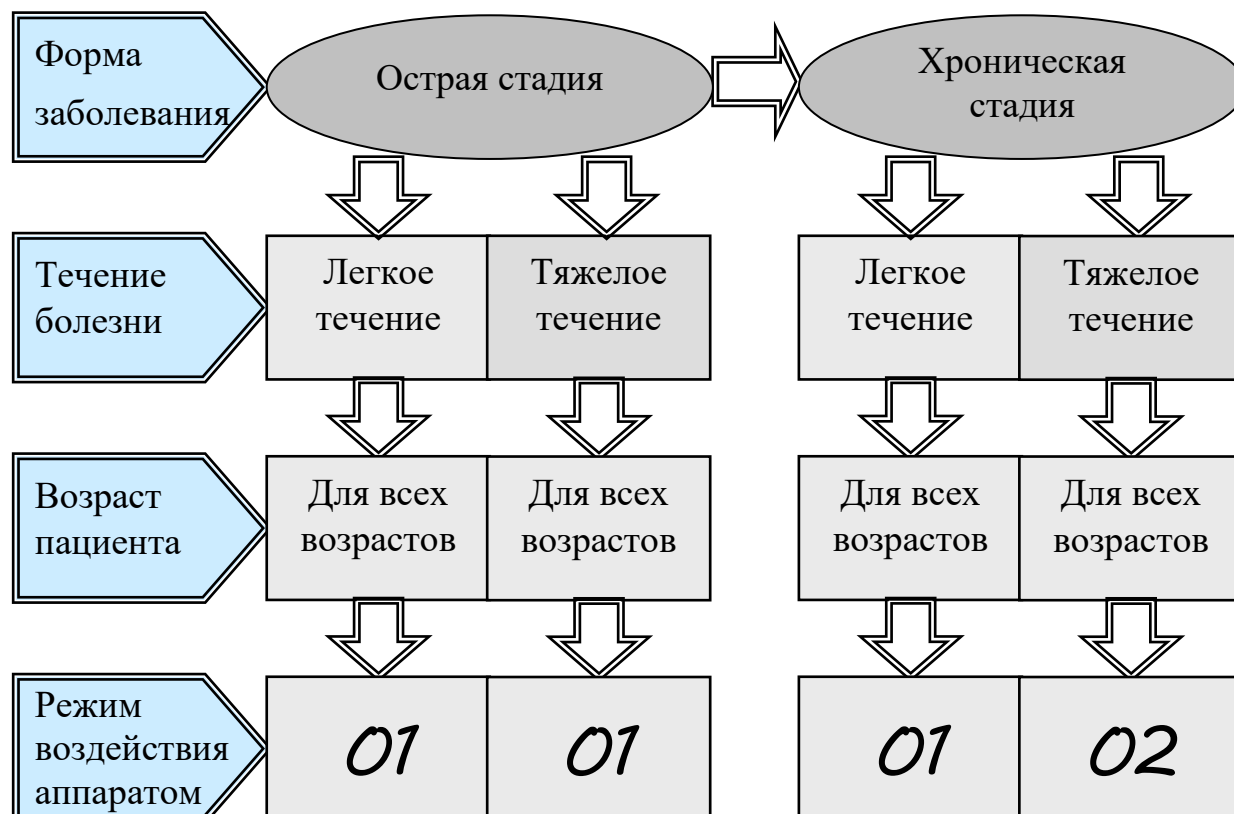 Форма
заболевания
Острая стадия
Хроническая
стадия
Течение
болезни
Легкое
течение
Тяжелое
течение
Легкое
течение
Тяжелое
течение
Возраст
пациента
Для всех
возрастов
Для всех
возрастов
Для всех
возрастов
Для всех
возрастов
Режим
воздействия
аппаратом
01
01
01
02